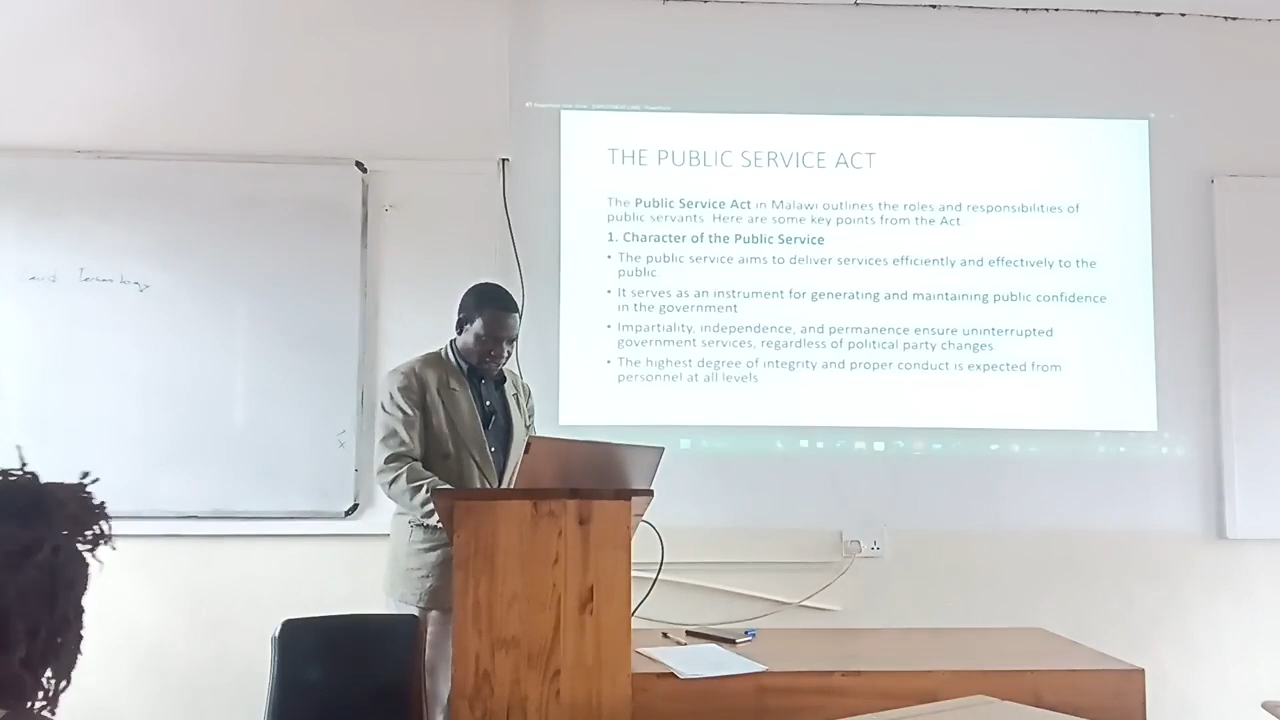 THE PUBLIC SERVICE ACT
The Public Service Act in Malawi outlines the roles and responsibilities of
public servants. Here are some key points from the Act
1. Character of the Public Service
• The public service aims to deliver services efficiently and effectively to the
public
• It serves as an instrument for generating and maintaining public confidence
in the government
• Impartiality, independence, and permanence ensure uninterrupted
government services, regardless of political party changes
• The highest degree of integrity and proper conduct is expected from
personnel at all levels